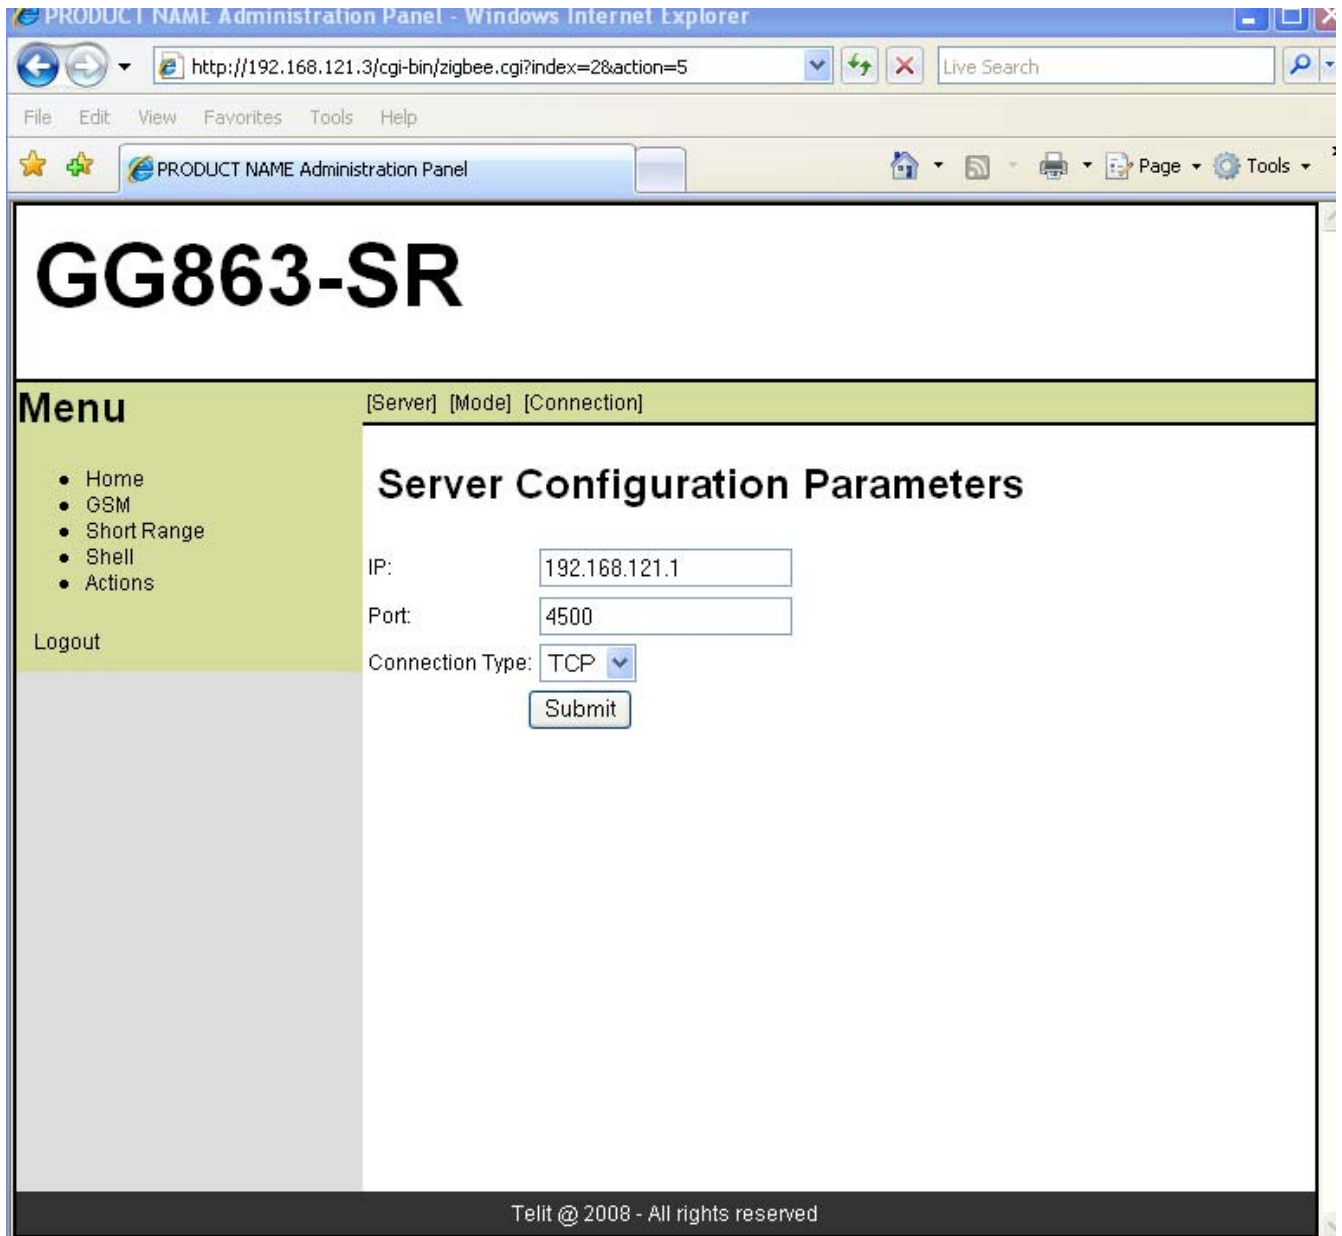 PRODUCT NAME Administration Panel - Windows Internet Explorer
http://192.168.121.3/cgi-bin/zigbee.cgi?index=2&action=5
Live Search
File Edit View Favorites Tools Help
PRODUCT NAME Administration Panel
Page
Tools
GG863-SR
Menu
[Server] [Mode] [Connection]
Home
GSM
Short Range
Shell
Actions
Logout
Server Configuration Parameters
IP: 192.168.121.1
Port: 4500
Connection Type: TCP
Submit
Telit @ 2008 - All rights reserved